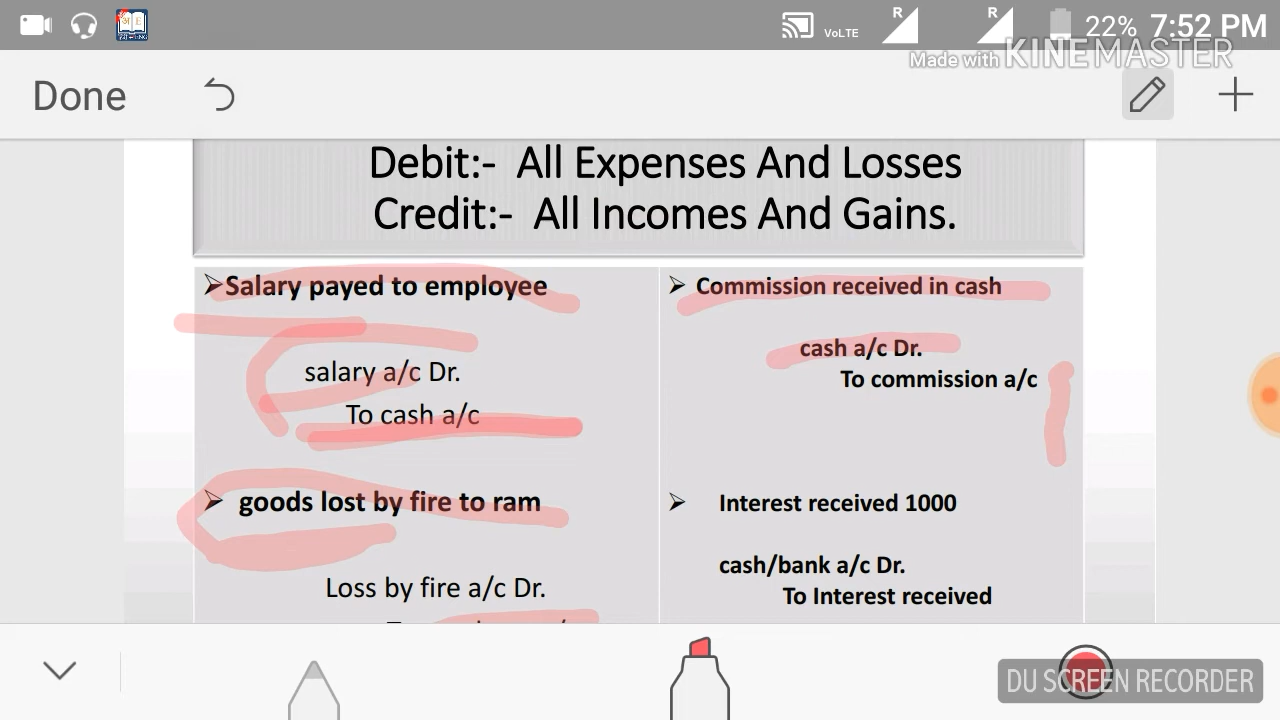 R
R
VoLTE
22% 7:52 PM
Made with KINEMASTER
Done
Debit:- All Expenses And Losses
Credit:- All Incomes And Gains.
➢Salary payed to employee
salary a/c Dr.
To cash a/c
➢ goods lost by fire to ram
Loss by fire a/c Dr.
➢ Commission received in cash
cash a/c Dr.
To commission a/c
➢ Interest received 1000
cash/bank a/c Dr.
To Interest received
DU SCREEN RECORDER